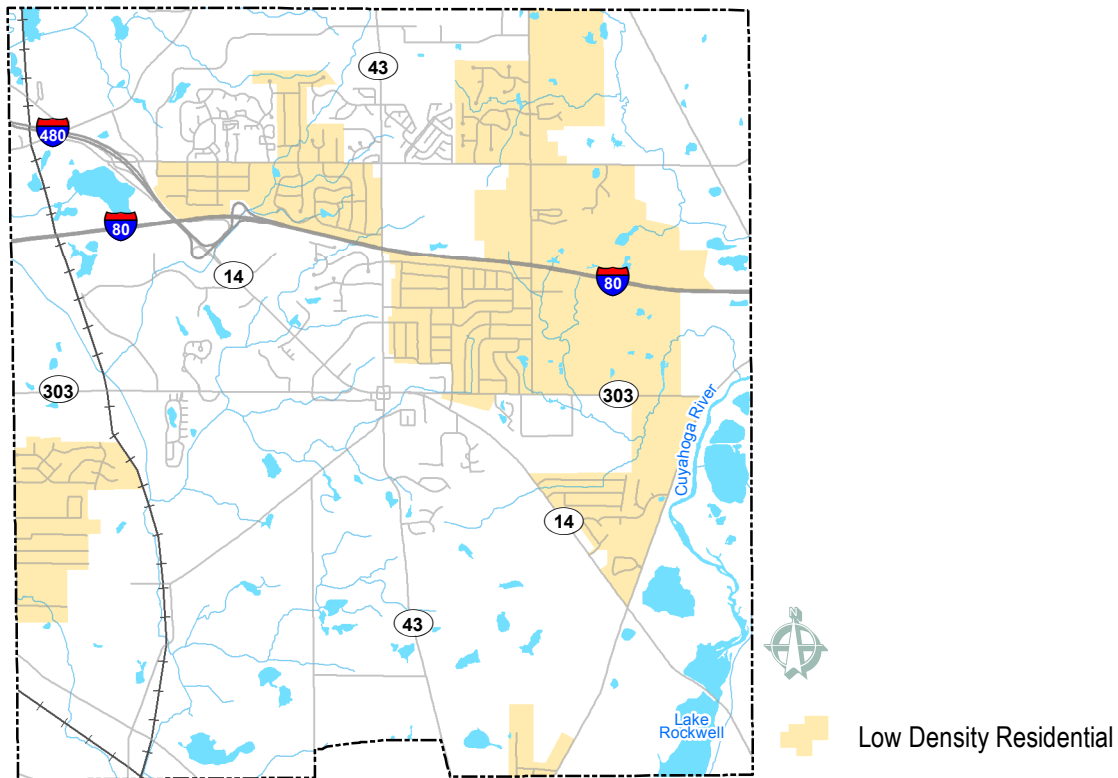 43
480
80
14
80
303
303
Cuyahoga River
14
43
N
Lake
Rockwell
Low Density Residential